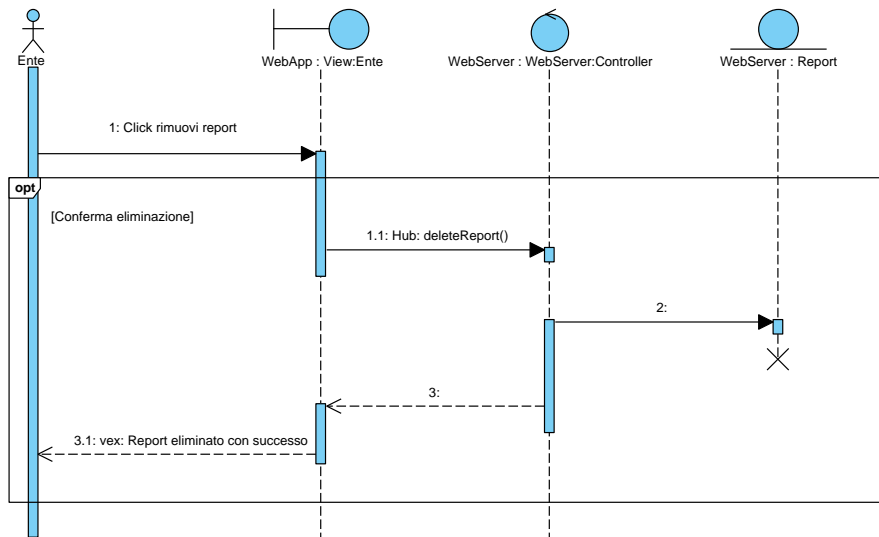 Ente
WebApp : View:Ente
WebServer : WebServer:Controller
WebServer : Report
1: Click rimuovi report
opt
[Conferma eliminazione]
1.1: Hub: deleteReport()
2:
3:
3.1: vex: Report eliminato con successo